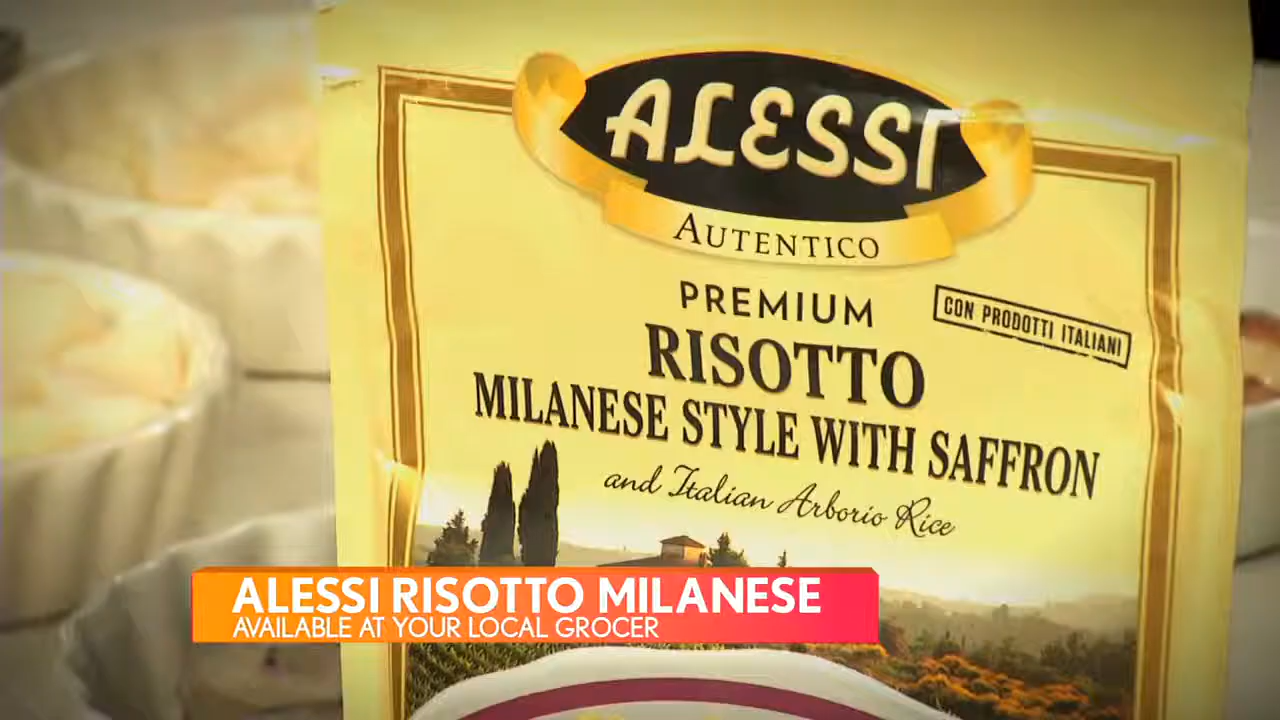 ALESSI
AUTENTICO
PREMIUM
CON PRODOTTI ITALIANI
RISOTTO
MILANESE STYLE WITH SAFFRON
and Italian Arborio Rice
ALESSI RISOTTO MILANESE
AVAILABLE AT YOUR LOCAL GROCER